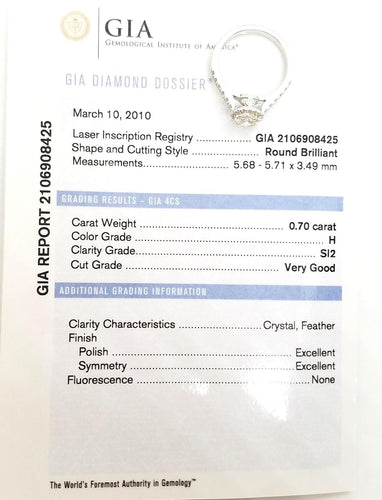 GIA
GEMOLOGICAL INSTITUTE OF AMERICA®
GIA DIAMOND DOSSIER
March 10, 2010
Laser Inscription Registry ................ GIA 2106908425
Shape and Cutting Style .................... Round Brilliant
Measurements ......................... 5.68 - 5.71 x 3.49 mm
GRADING RESULTS - GIA 4CS
Carat Weight .......................................... 0.70 carat
Color Grade ..................................................... H
Clarity Grade .................................................. SI2
Cut Grade ............................................ Very Good
ADDITIONAL GRADING INFORMATION
Clarity Characteristics ..................... Crystal, Feather
Finish
Polish .................................................. Excellent
Symmetry ............................................. Excellent
Fluorescence ................................................ None
GIA REPORT 2106908425
The World's Foremost Authority in Gemology™